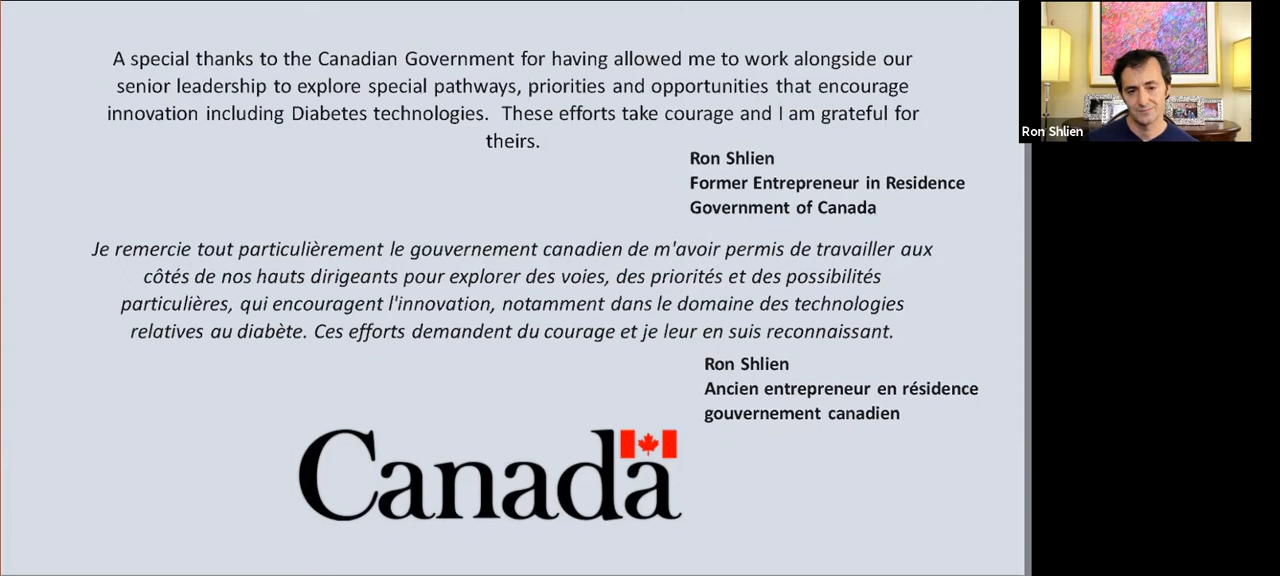 A special thanks to the Canadian Government for having allowed me to work alongside our
senior leadership to explore special pathways, priorities and opportunities that encourage
innovation including Diabetes technologies.  These efforts take courage and I am grateful for
theirs.
Ron Shlien
Former Entrepreneur in Residence
Government of Canada
Je remercie tout particulièrement le gouvernement canadien de m'avoir permis de travailler aux
côtés de nos hauts dirigeants pour explorer des voies, des priorités et des possibilités
particulières, qui encouragent l'innovation, notamment dans le domaine des technologies
relatives au diabète. Ces efforts demandent du courage et je leur en suis reconnaissant.
Ron Shlien
Ancien entrepreneur en résidence
gouvernement canadien
Canada
Ron Shlien